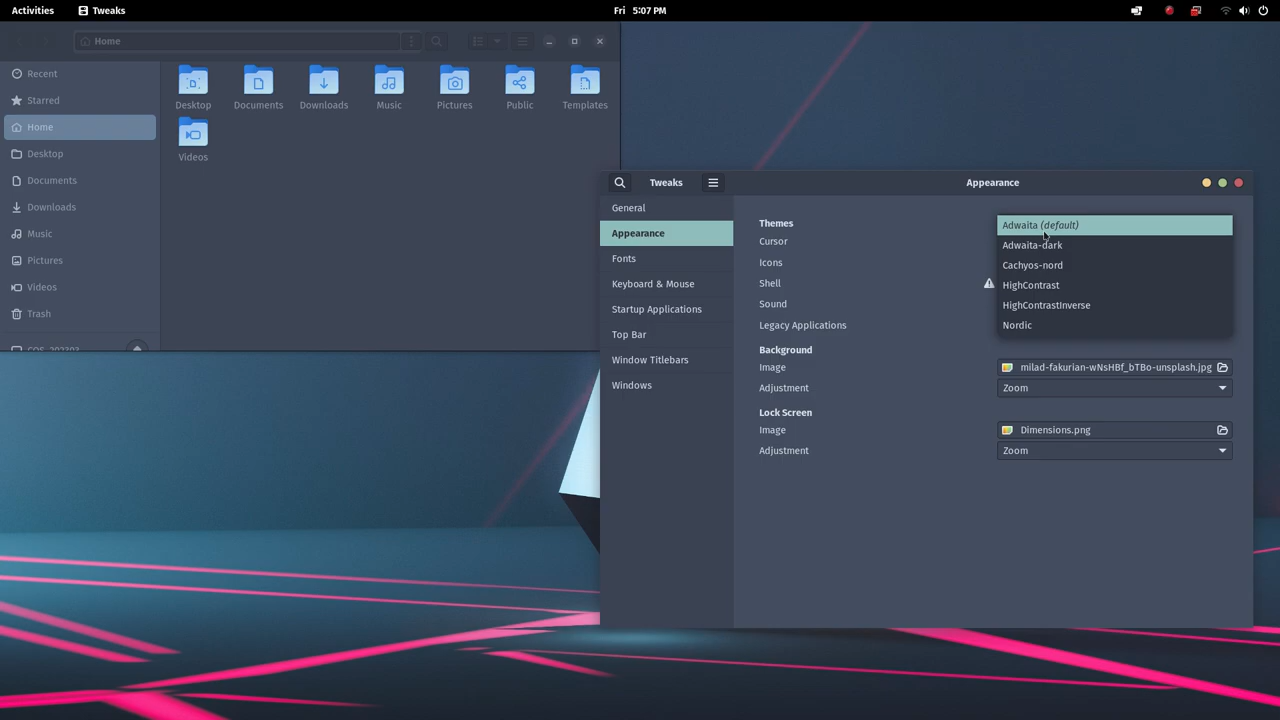 Activities
Tweaks
Fri 5:07 PM
Home
Recent
Starred
Home
Desktop
Documents
Downloads
Music
Pictures
Videos
Trash
COS_202303
Desktop
Documents
Downloads
Music
Pictures
Public
Templates
Videos
Tweaks
Appearance
General
Appearance
Fonts
Keyboard & Mouse
Startup Applications
Top Bar
Window Titlebars
Windows
Themes
Cursor
Icons
Shell
Sound
Legacy Applications
Adwaita (default)
Adwaita-dark
Cachyos-nord
HighContrast
HighContrastInverse
Nordic
Background
Image
milad-fakurian-wNsHBf_bTBo-unsplash.jpg
Adjustment
Zoom
Lock Screen
Image
Dimensions.png
Adjustment
Zoom